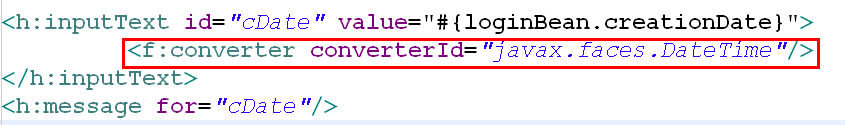 <h:inputText id="cDate" value="#{loginBean.creationDate}">
<f:converter converterId="javax.faces.DateTime"/>
</h:inputText>
<h:message for="cDate"/>